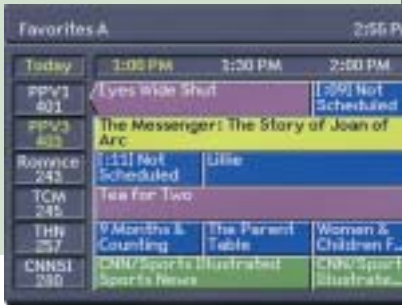 Favorites A 2:55 P
Today 1:00 PM 1:30 PM 2:00 PM
PPV1 401 Eyes Wide Shut [:09] Not Scheduled
PPV3 403 The Messenger: The Story of Joan of Arc
Romnce 243 [:11] Not Scheduled Lillie
TCM 245 Tea for Two
THN 257 9 Months & Counting The Parent Table Women & Children F...
CNNSI 200 CNN/Sports Illustrated Sports News CNN/Sport Illustrate...